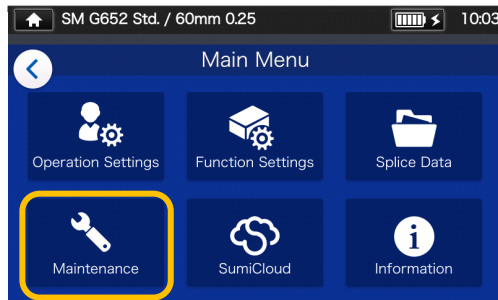 SM G652 Std. / 60mm 0.25
10:03
Main Menu
Operation Settings
Function Settings
Splice Data
Maintenance
SumiCloud
Information